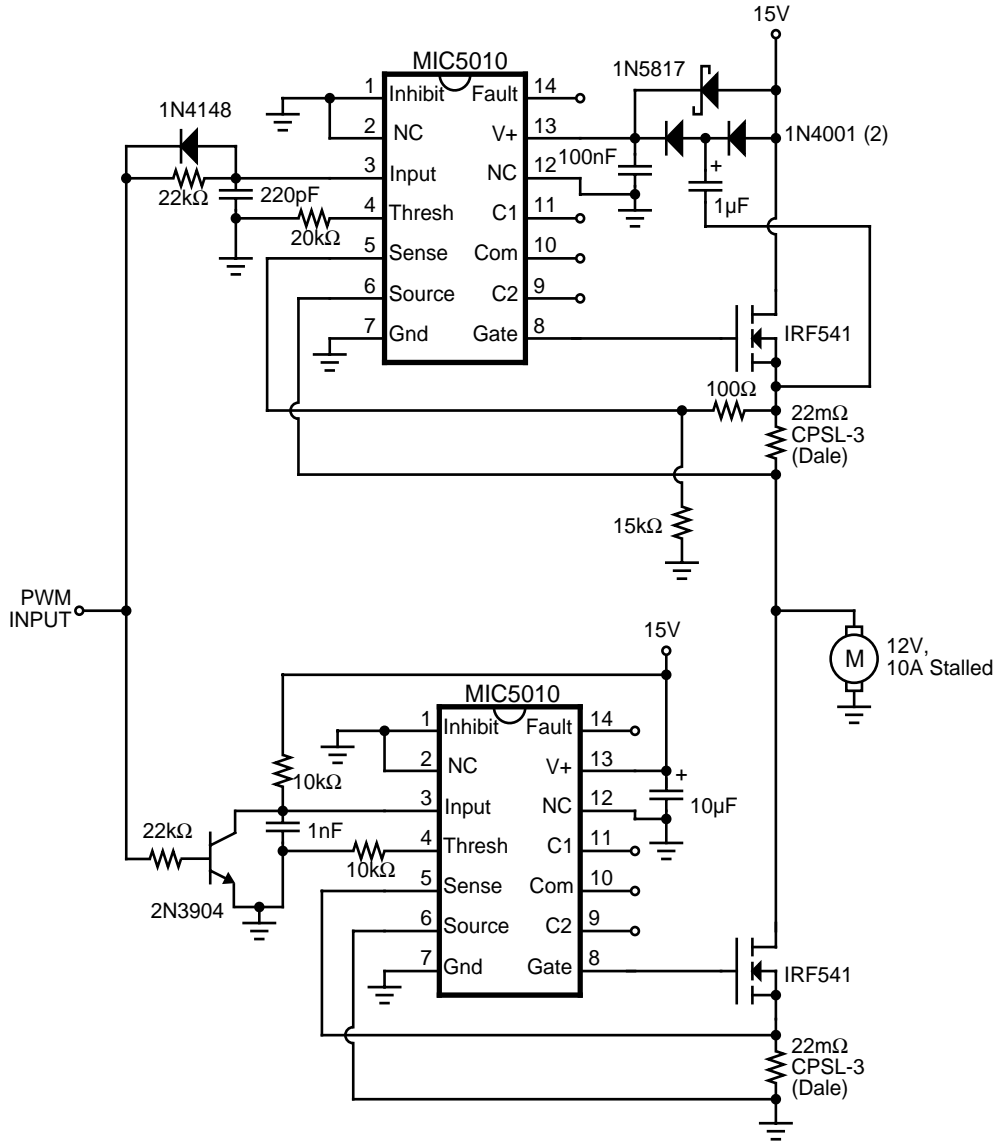 15V
MIC5010
1N5817
1N4148
1 Inhibit Fault 14
2 NC V+ 13
1N4001 (2)
100nF
+
3 Input NC 12
22kΩ
220pF
1µF
4 Thresh C1 11
20kΩ
5 Sense Com 10
6 Source C2 9
7 Gnd Gate 8
IRF541
100Ω
22mΩ
CPSL-3
(Dale)
15kΩ
PWM
INPUT
15V
M
12V,
10A Stalled
MIC5010
1 Inhibit Fault 14
2 NC V+ 13
+
10kΩ
3 Input NC 12
10µF
22kΩ
1nF
4 Thresh C1 11
10kΩ
5 Sense Com 10
2N3904
6 Source C2 9
7 Gnd Gate 8
IRF541
22mΩ
CPSL-3
(Dale)